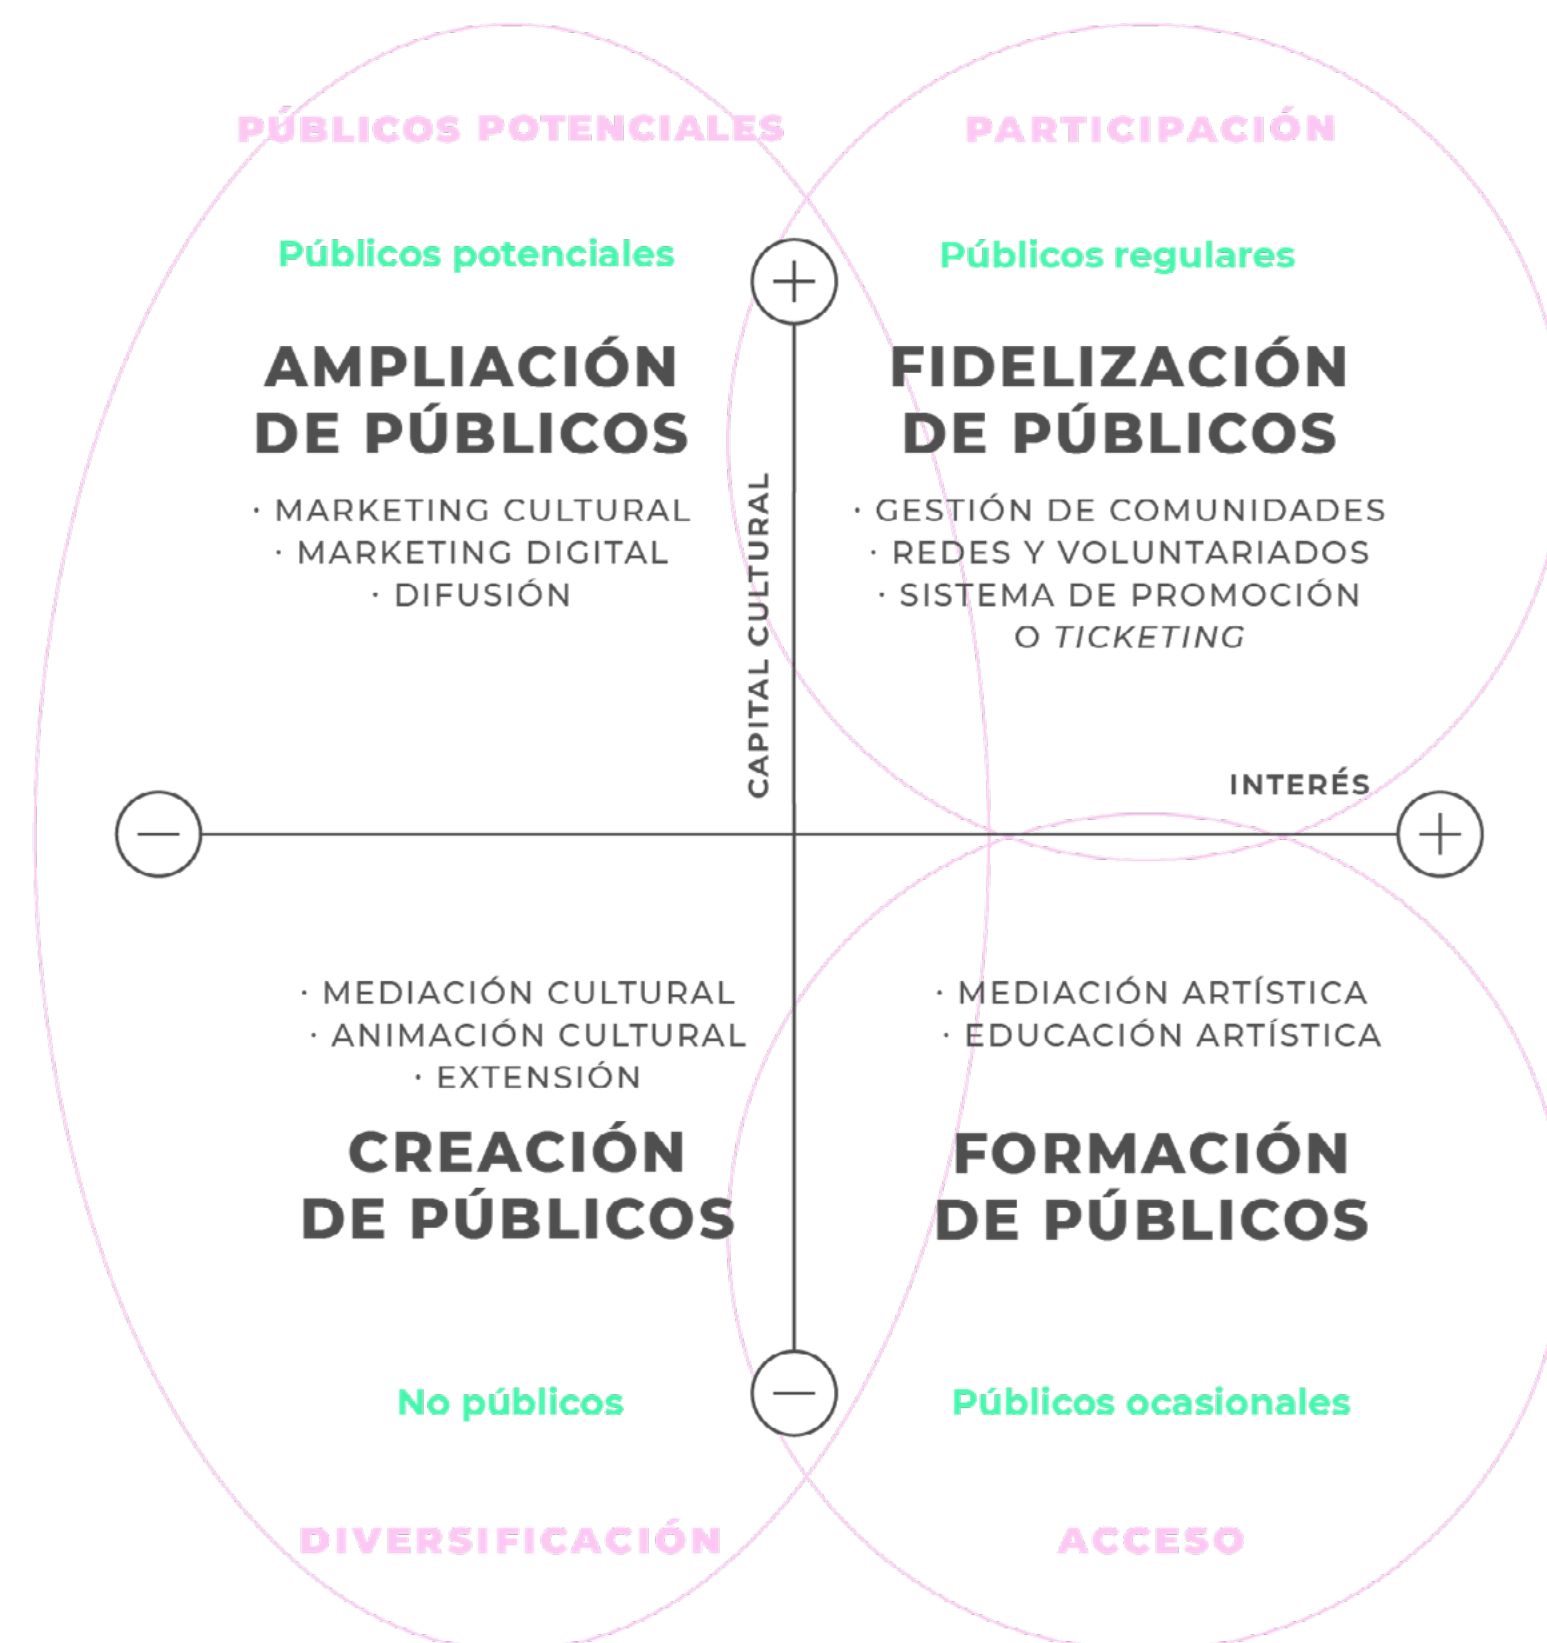 PÚBLICOS POTENCIALES
PARTICIPACIÓN
Públicos potenciales
Públicos regulares
AMPLIACIÓN
DE PÚBLICOS
· MARKETING CULTURAL
· MARKETING DIGITAL
· DIFUSIÓN
FIDELIZACIÓN
DE PÚBLICOS
· GESTIÓN DE COMUNIDADES
· REDES Y VOLUNTARIADOS
· SISTEMA DE PROMOCIÓN
O TICKETING
CAPITAL CULTURAL
INTERÉS
· MEDIACIÓN CULTURAL
· ANIMACIÓN CULTURAL
· EXTENSIÓN
CREACIÓN
DE PÚBLICOS
· MEDIACIÓN ARTÍSTICA
· EDUCACIÓN ARTÍSTICA
FORMACIÓN
DE PÚBLICOS
No públicos
Públicos ocasionales
DIVERSIFICACIÓN
ACCESO